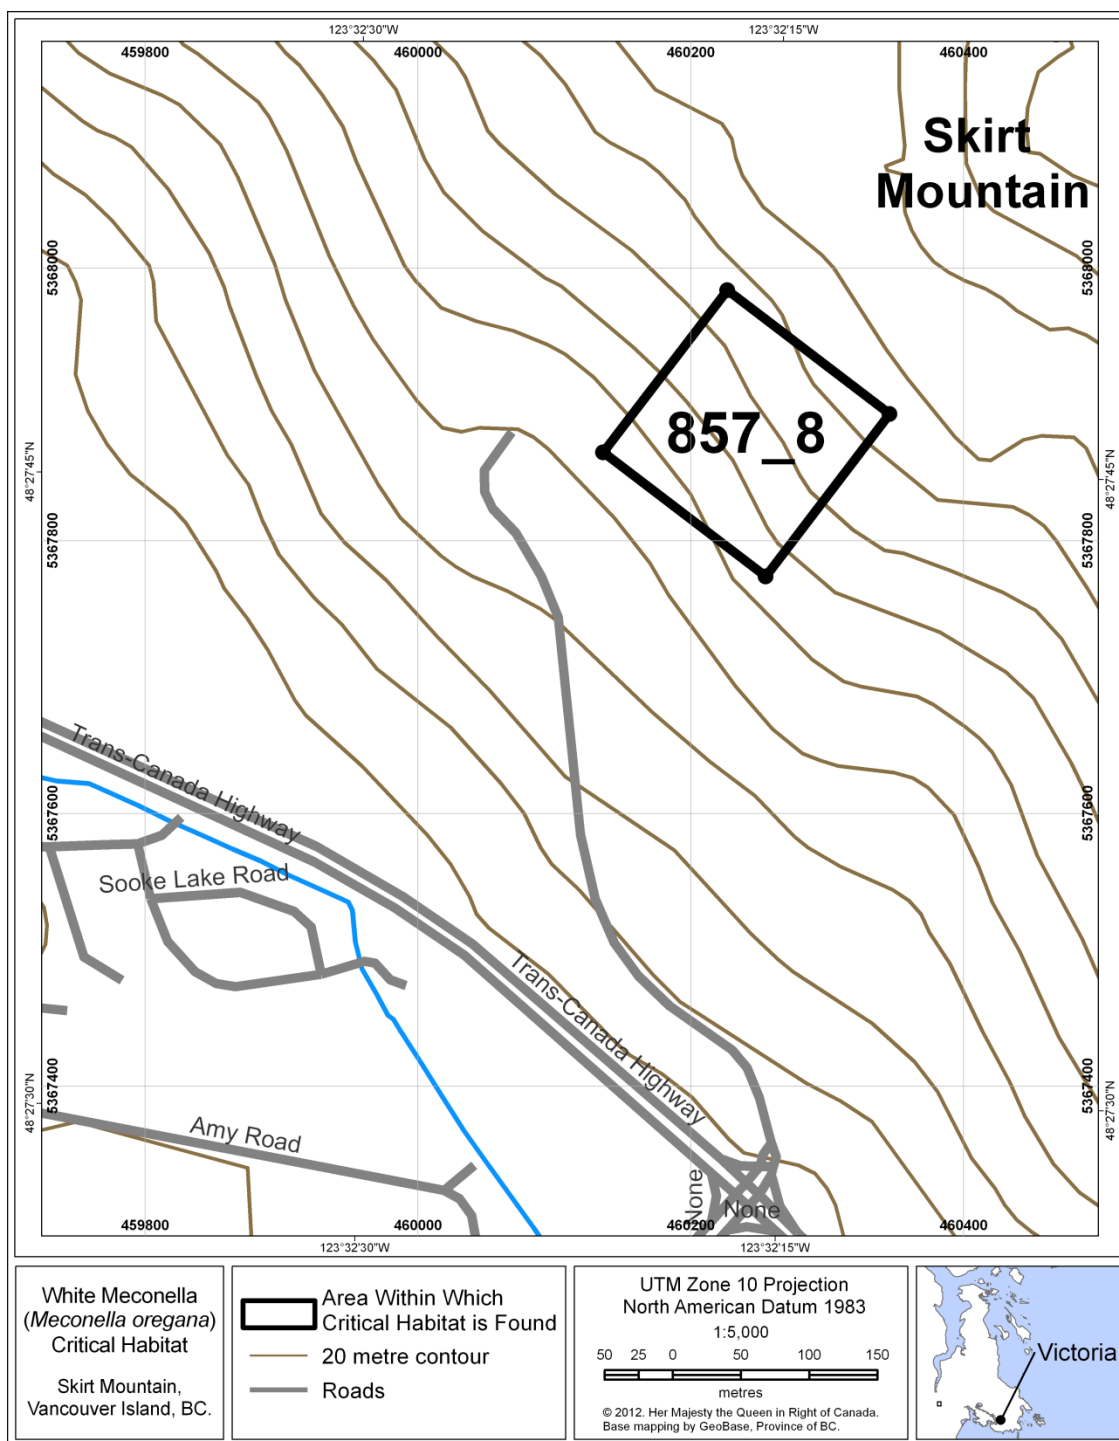 123°32'30"W
123°32'15"W
459800
460000
460200
460400
Skirt
Mountain
5368000
5368000
857_8
48°27'45"N
48°27'45"N
5367800
5367800
Trans-Canada Highway
5367600
5367600
Sooke Lake Road
Trans-Canada Highway
5367400
5367400
48°27'30"N
48°27'30"N
Amy Road
None
None
459800
460000
460200
460400
123°32'30"W
123°32'15"W
White Meconella
(Meconella oregana)
Critical Habitat
Skirt Mountain,
Vancouver Island, BC.
Area Within Which
Critical Habitat is Found
20 metre contour
Roads
UTM Zone 10 Projection
North American Datum 1983
1:5,000
50 25 0 50 100 150
metres
© 2012. Her Majesty the Queen in Right of Canada.
Base mapping by GeoBase, Province of BC.
Victoria